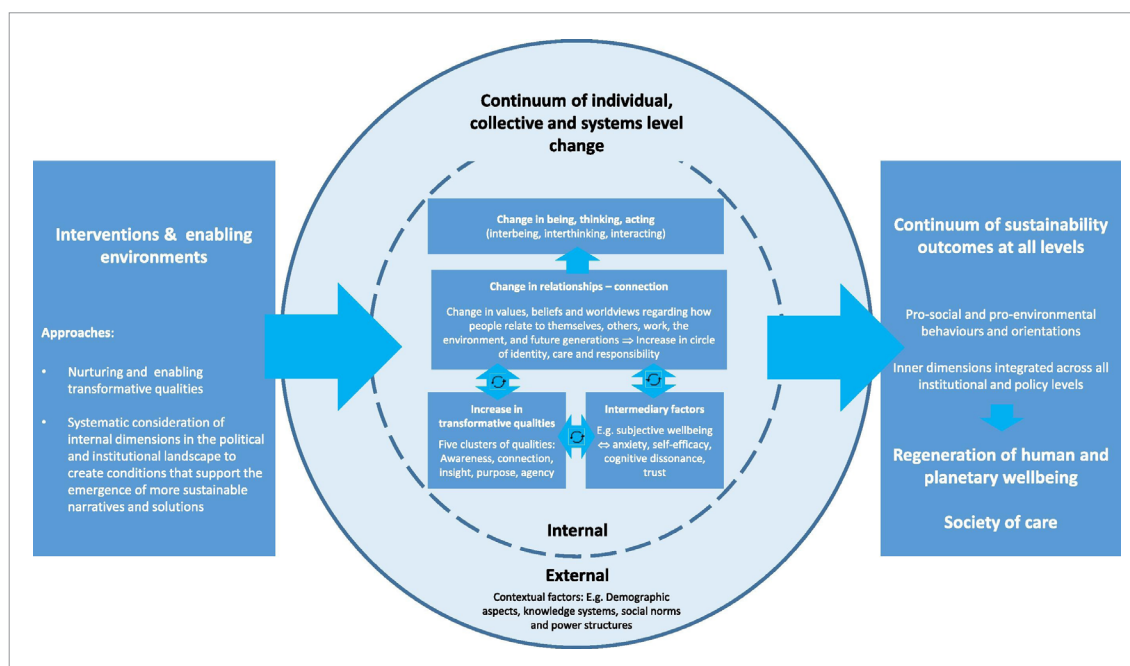 Interventions & enabling
environments
Approaches:
• Nurturing and enabling
transformative qualities
• Systematic consideration of
internal dimensions in the political
and institutional landscape to
create conditions that support the
emergence of more sustainable
narratives and solutions
Continuum of individual,
collective and systems level
change
Change in being, thinking, acting
(interbeing, interthinking, interacting)
Change in relationships – connection
Change in values, beliefs and worldviews regarding how
people relate to themselves, others, work, the
environment, and future generations ⇒ Increase in circle
of identity, care and responsibility
Increase in
transformative qualities
Five clusters of qualities:
Awareness, connection,
insight, purpose, agency
Intermediary factors
E.g. subjective wellbeing
⇔ anxiety, self-efficacy,
cognitive dissonance,
trust
Internal
External
Contextual factors: E.g. Demographic
aspects, knowledge systems, social norms
and power structures
Continuum of sustainability
outcomes at all levels
Pro-social and pro-environmental
behaviours and orientations
Inner dimensions integrated across all
institutional and policy levels
Regeneration of human and
planetary wellbeing
Society of care